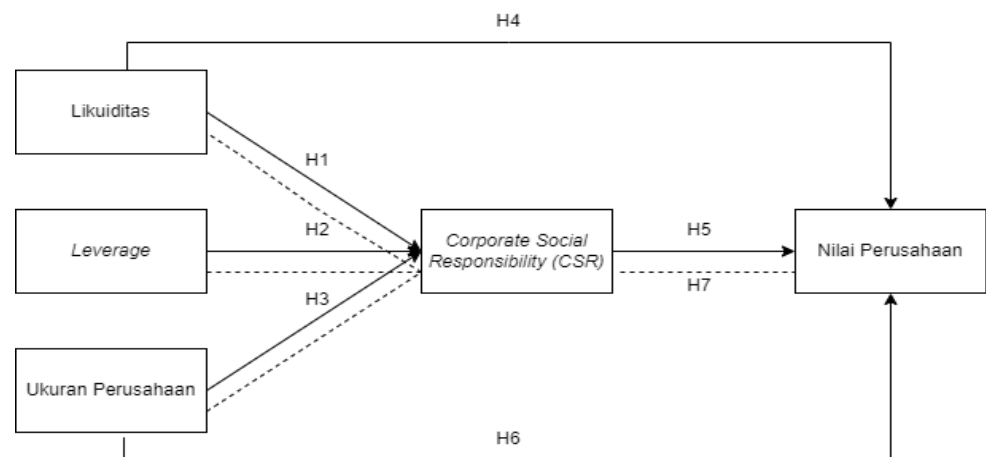 H4
Likuiditas
H1
Leverage
H2
Corporate Social
Responsibility (CSR)
H5
Nilai Perusahaan
H3
H7
Ukuran Perusahaan
H6